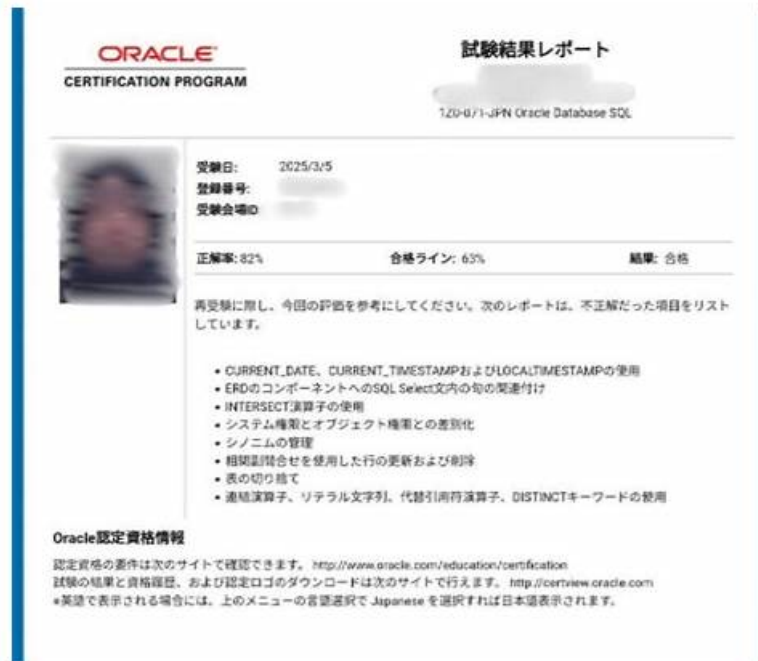 ORACLE
CERTIFICATION PROGRAM
試験結果レポート
1Z0-071-JPN Oracle Database SQL
受験日: 2025/3/5
登録番号:
受験会場ID
正解率: 82%
合格ライン: 63%
結果: 合格
再受験に際し、今回の評価を参考にしてください。次のレポートは、不正解だった項目をリスト
しています。
• CURRENT_DATE、CURRENT_TIMESTAMPおよびLOCALTIMESTAMPの使用
• ERDのコンポーネントへのSQL Select文内の句の関連付け
• INTERSECT演算子の使用
• システム権限とオブジェクト権限との差別化
• シノニムの管理
• 相関副問合せを使用した行の更新および削除
• 表の切り捨て
• 連結演算子、リテラル文字列、代替引用符演算子、DISTINCTキーワードの使用
Oracle認定資格情報
認定資格の要件は次のサイトで確認できます。 http://www.oracle.com/education/certification
試験の結果と資格履歴、および認定ロゴのダウンロードは次のサイトで行えます。 http://certview.oracle.com
*英語で表示される場合には、上のメニューの言語選択で Japanese を選択すれば日本語表示されます。